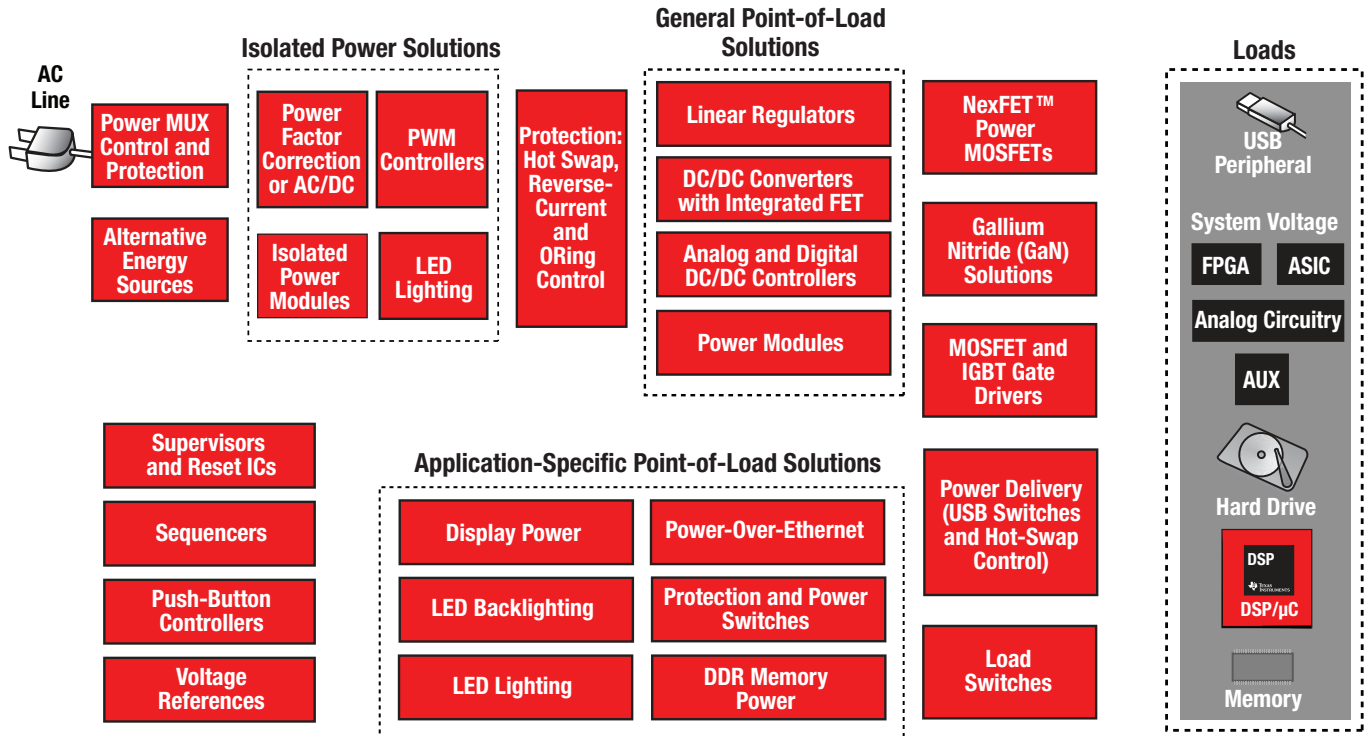 General Point-of-Load
Solutions
Isolated Power Solutions
Loads
AC
Line
Power MUX
Control and
Protection
Alternative
Energy
Sources
Power
Factor
Correction
or AC/DC
PWM
Controllers
Isolated
Power
Modules
LED
Lighting
Protection:
Hot Swap,
Reverse-
Current
and
ORing
Control
Linear Regulators
DC/DC Converters
with Integrated FET
Analog and Digital
DC/DC Controllers
Power Modules
NexFET™
Power
MOSFETs
Gallium
Nitride (GaN)
Solutions
MOSFET and
IGBT Gate
Drivers
USB
Peripheral
System Voltage
FPGA
ASIC
Analog Circuitry
AUX
Hard Drive
DSP
TEXAS
INSTRUMENTS
DSP/µC
Memory
Supervisors
and Reset ICs
Sequencers
Push-Button
Controllers
Voltage
References
Application-Specific Point-of-Load Solutions
Display Power
Power-Over-Ethernet
LED Backlighting
Protection and Power
Switches
LED Lighting
DDR Memory
Power
Power Delivery
(USB Switches
and Hot-Swap
Control)
Load
Switches